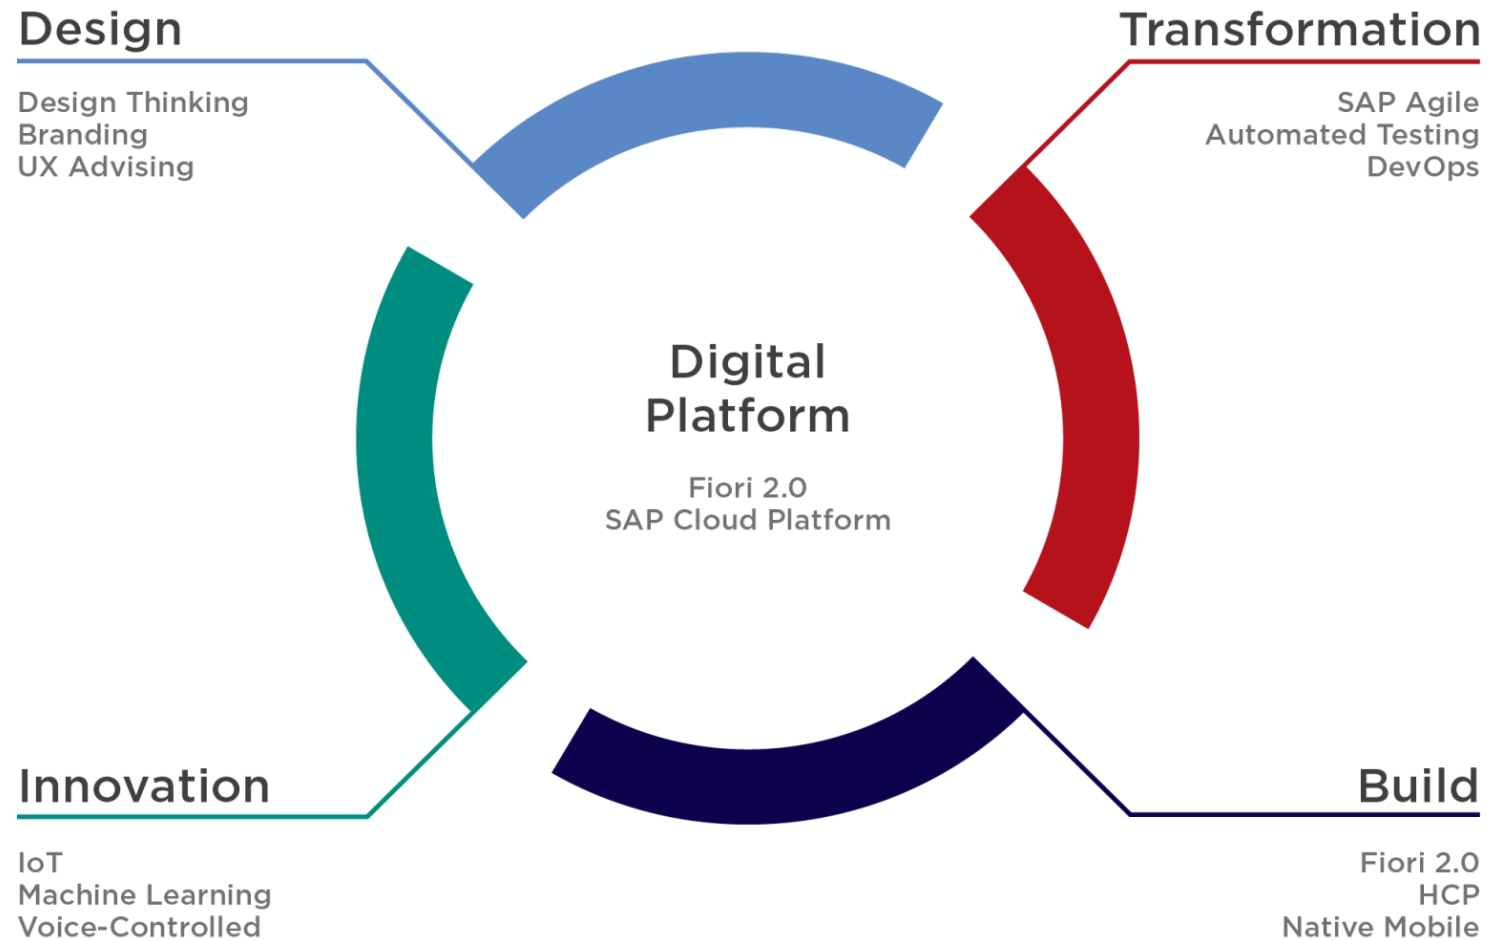 Design
Design Thinking
Branding
UX Advising
Transformation
SAP Agile
Automated Testing
DevOps
Digital
Platform
Fiori 2.0
SAP Cloud Platform
Innovation
IoT
Machine Learning
Voice-Controlled
Build
Fiori 2.0
HCP
Native Mobile